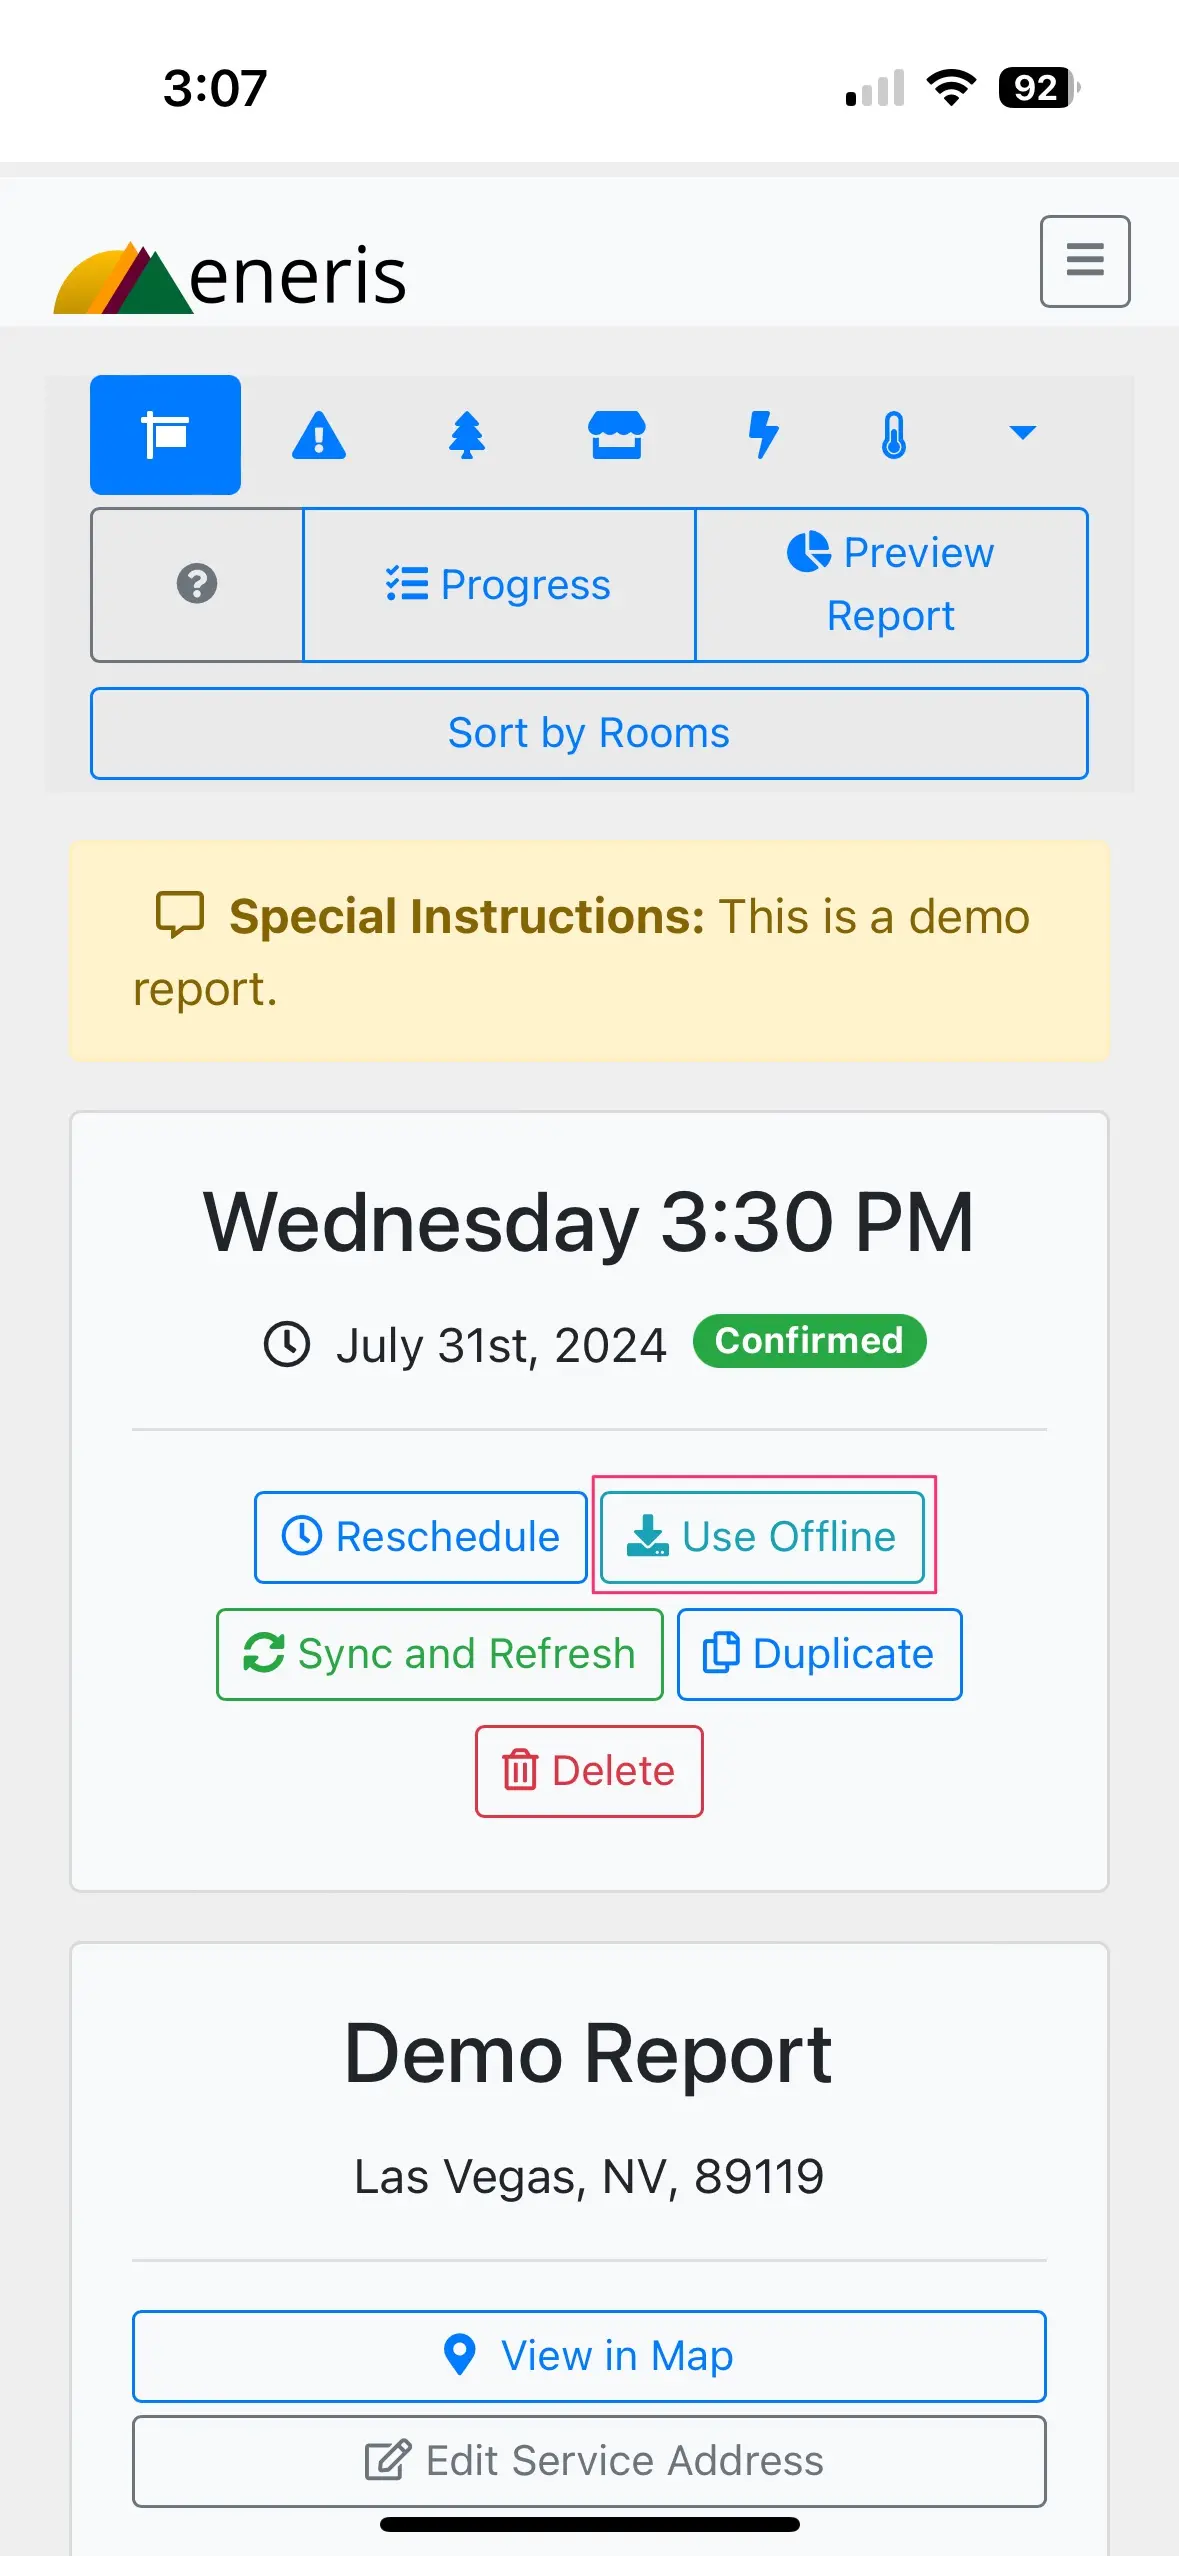 3:07
92
eneris
Progress
Preview
Report
Sort by Rooms
Special Instructions: This is a demo
report.
Wednesday 3:30 PM
July 31st, 2024 Confirmed
Reschedule
Use Offline
Sync and Refresh
Duplicate
Delete
Demo Report
Las Vegas, NV, 89119
View in Map
Edit Service Address